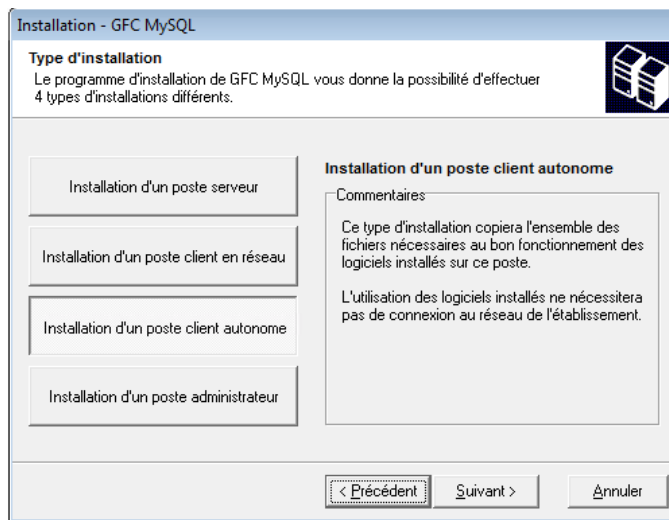 Installation - GFC MySQL
Type d'installation
Le programme d'installation de GFC MySQL vous donne la possibilité d'effectuer
4 types d'installations différents.
Installation d'un poste serveur
Installation d'un poste client en réseau
Installation d'un poste client autonome
Installation d'un poste administrateur
Installation d'un poste client autonome
Commentaires
Ce type d'installation copiera l'ensemble des
fichiers nécessaires au bon fonctionnement des
logiciels installés sur ce poste.
L'utilisation des logiciels installés ne nécessitera
pas de connexion au réseau de l'établissement.
< Précédent
Suivant >
Annuler